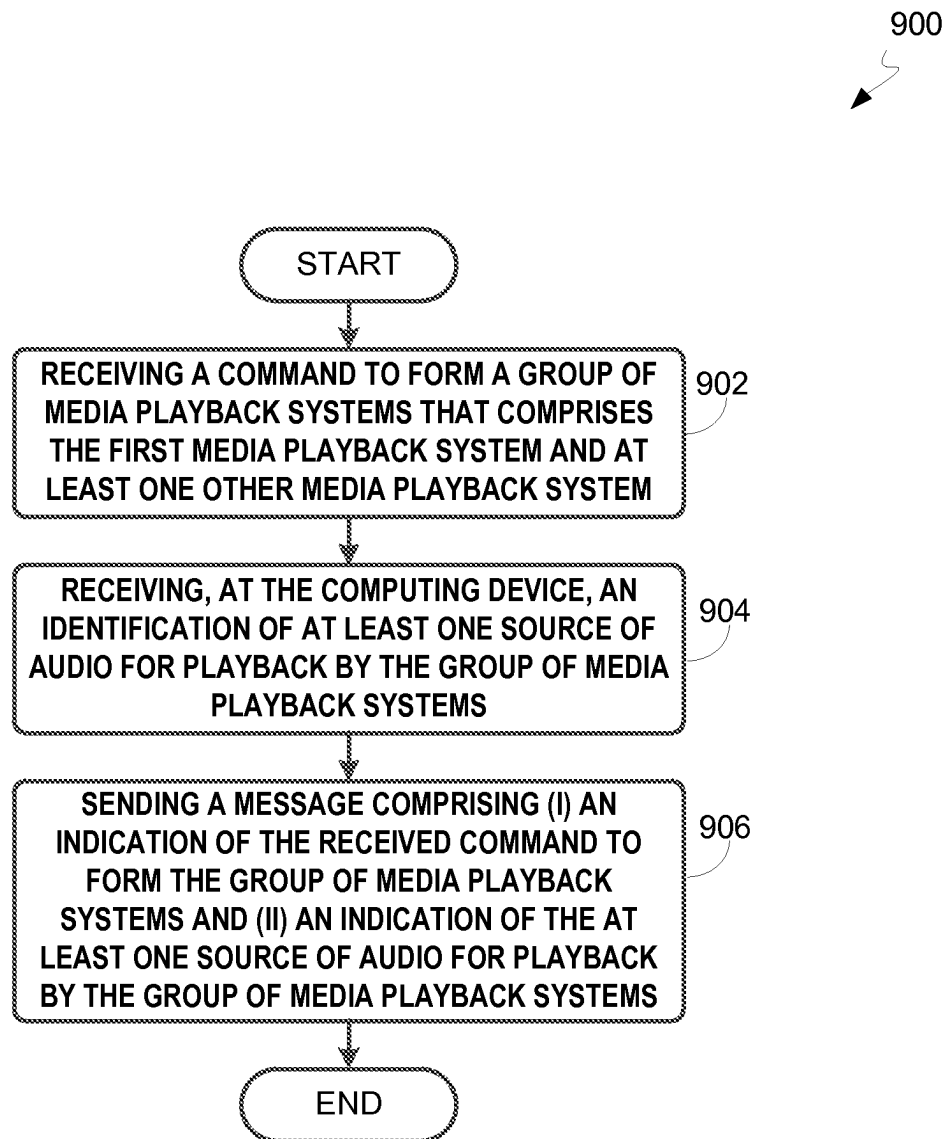 900
START
RECEIVING A COMMAND TO FORM A GROUP OF
MEDIA PLAYBACK SYSTEMS THAT COMPRISES
THE FIRST MEDIA PLAYBACK SYSTEM AND AT
LEAST ONE OTHER MEDIA PLAYBACK SYSTEM
902
RECEIVING, AT THE COMPUTING DEVICE, AN
IDENTIFICATION OF AT LEAST ONE SOURCE OF
AUDIO FOR PLAYBACK BY THE GROUP OF MEDIA
PLAYBACK SYSTEMS
904
SENDING A MESSAGE COMPRISING (I) AN
INDICATION OF THE RECEIVED COMMAND TO
FORM THE GROUP OF MEDIA PLAYBACK
SYSTEMS AND (II) AN INDICATION OF THE AT
LEAST ONE SOURCE OF AUDIO FOR PLAYBACK
BY THE GROUP OF MEDIA PLAYBACK SYSTEMS
906
END